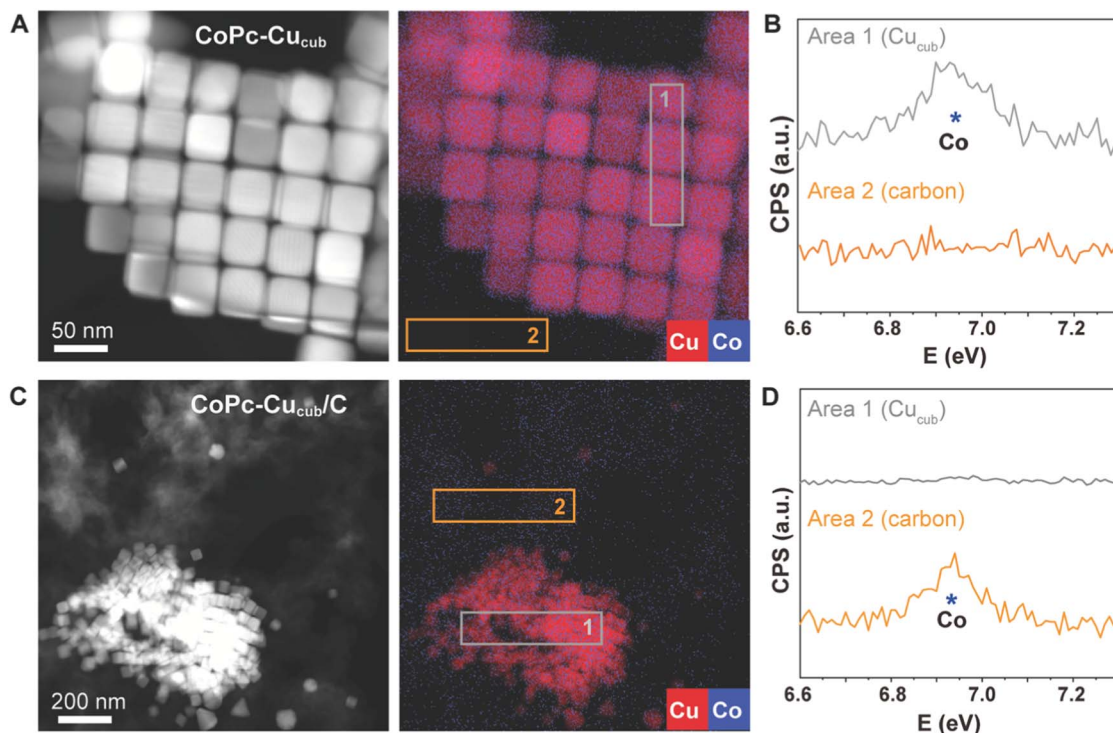 A
CoPc-Cucub
50 nm
1
2
Cu Co
B
Area 1 (Cucub)
*
Co
Area 2 (carbon)
CPS (a.u.)
6.6 6.8 7.0 7.2
E (eV)
C
CoPc-Cucub/C
200 nm
2
1
Cu Co
D
Area 1 (Cucub)
Area 2 (carbon)
*
Co
CPS (a.u.)
6.6 6.8 7.0 7.2
E (eV)